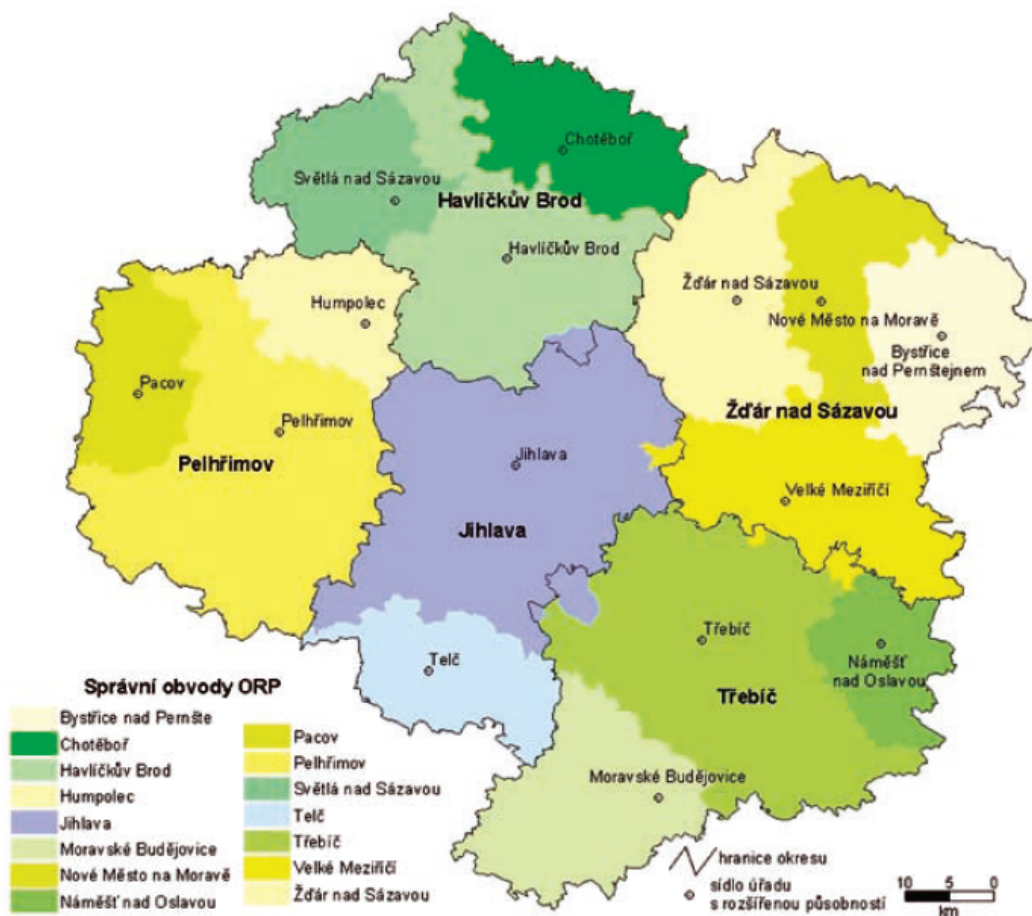 Chotěboř
Světlá nad Sázavou
Havlíčkův Brod
Havlíčkův Brod
Žďár nad Sázavou
Humpolec
Nové Město na Moravě
Bystřice
nad Pernštejnem
Pacov
Pelhřimov
Žďár nad Sázavou
Pelhřimov
Jihlava
Velké Meziříčí
Jihlava
Třebíč
Telč
Náměšť
nad Oslavou
Třebíč
Moravské Budějovice
Správní obvody ORP
Bystřice nad Pernšte
Chotěboř
Havlíčkův Brod
Humpolec
Jihlava
Moravské Budějovice
Nové Město na Moravě
Náměšť nad Oslavou
Pacov
Pelhřimov
Světlá nad Sázavou
Telč
Třebíč
Velké Meziříčí
Žďár nad Sázavou
hranice okresu
sídlo úřadu
s rozšířenou působností
10 5 0
km